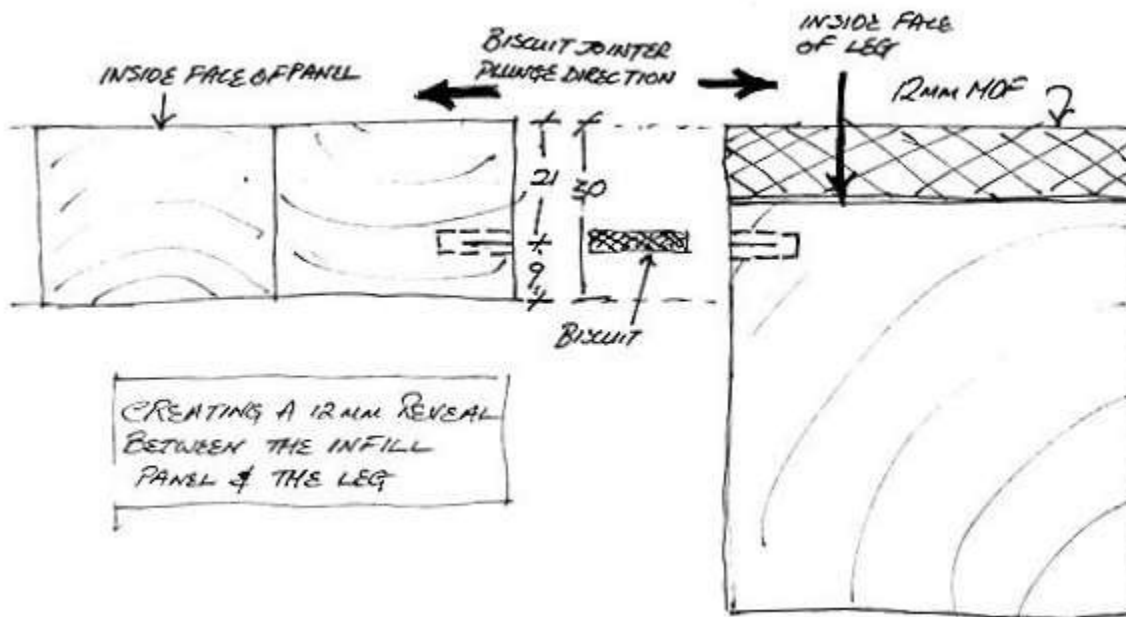 INSIDE FACE OF PANEL
BISCUIT JOINTER
PLUNGE DIRECTION
INSIDE FACE
OF LEG
12MM MDF
21
30
9
BISCUIT
CREATING A 12MM REVEAL
BETWEEN THE INFILL
PANEL & THE LEG